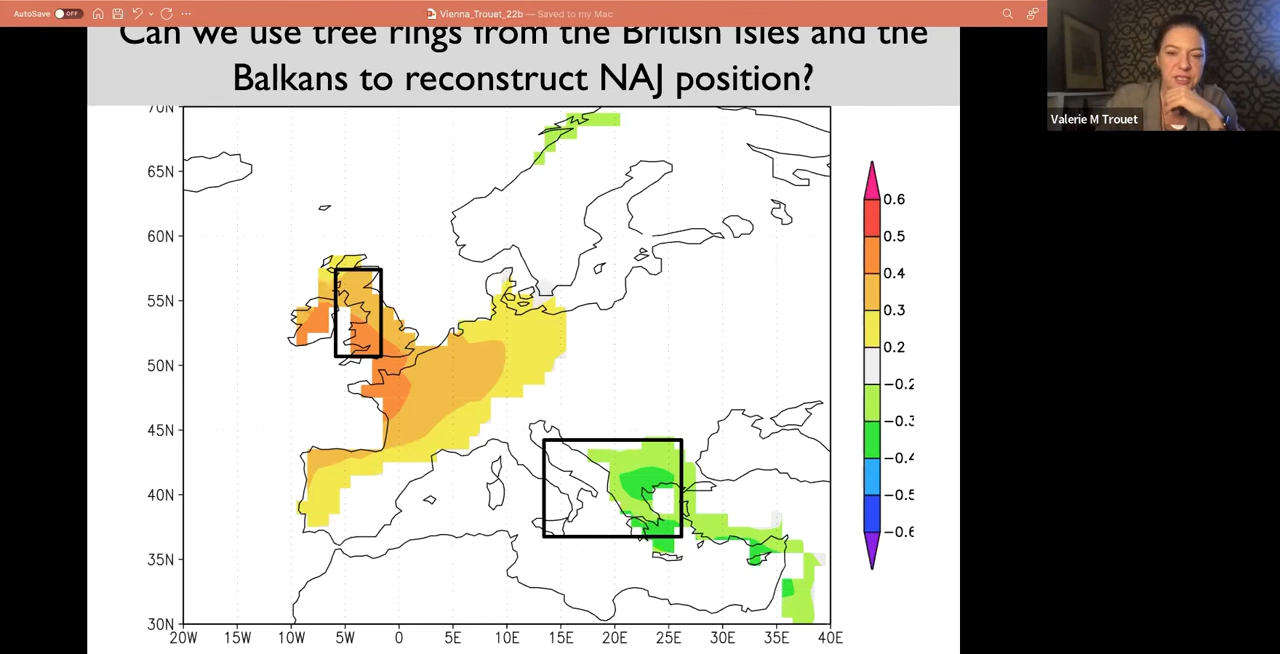 AutoSave OFF
Vienna_Trouet_22b — Saved to my Mac
Can we use tree rings from the British Isles and the
Balkans to reconstruct NAJ position?
Valerie M Trouet
70N
65N
60N
55N
50N
45N
40N
35N
30N
20W 15W 10W 5W 0 5E 10E 15E 20E 25E 30E 35E 40E
0.6
0.5
0.4
0.3
0.2
-0.2
-0.3
-0.4
-0.5
-0.6